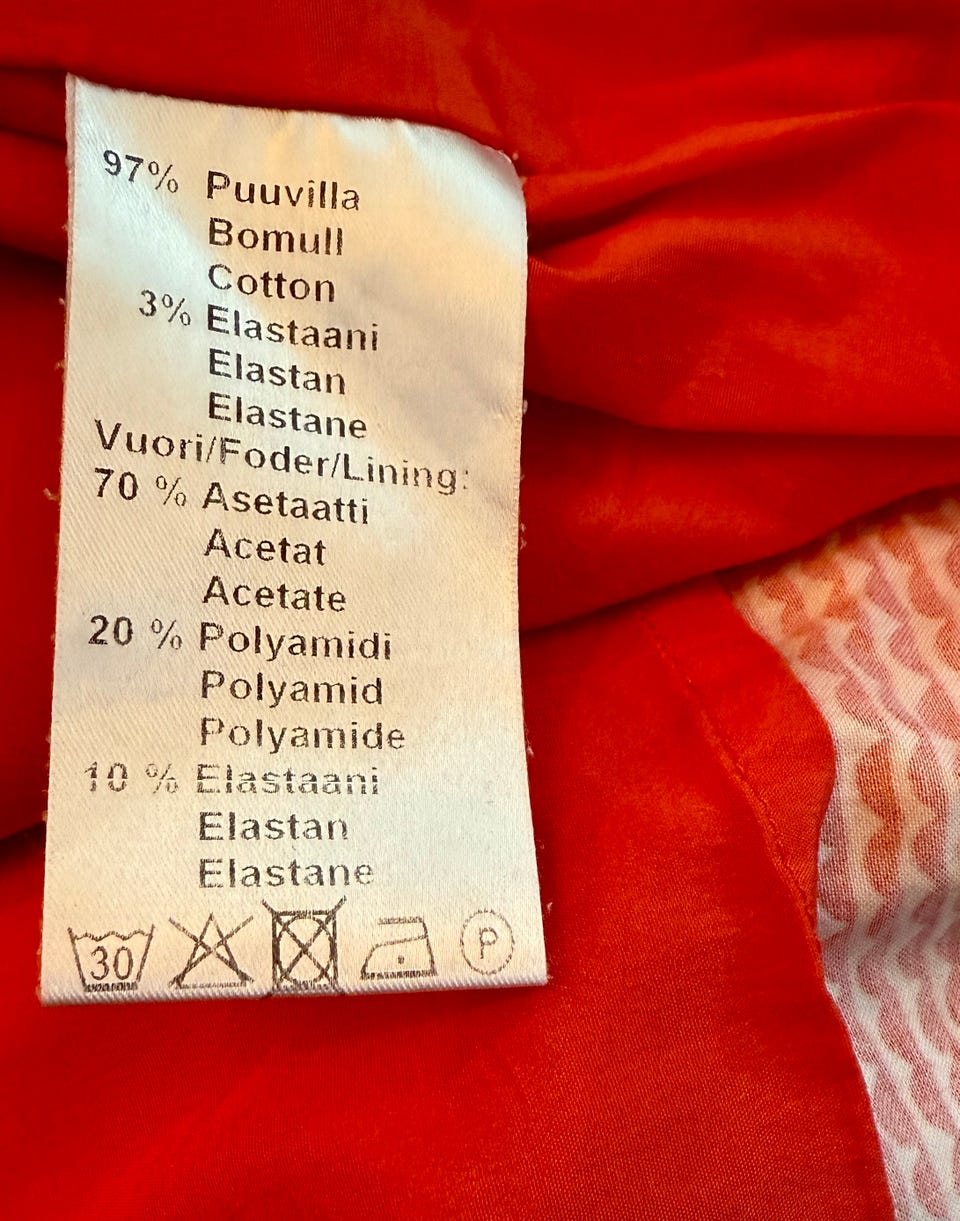 97% Puuvilla
Bomull
Cotton
3% Elastaani
Elastan
Elastane
Vuori/Foder/Lining:
70 % Asetaatti
Acetat
Acetate
20 % Polyamidi
Polyamid
Polyamide
10 % Elastaani
Elastan
Elastane
30 P